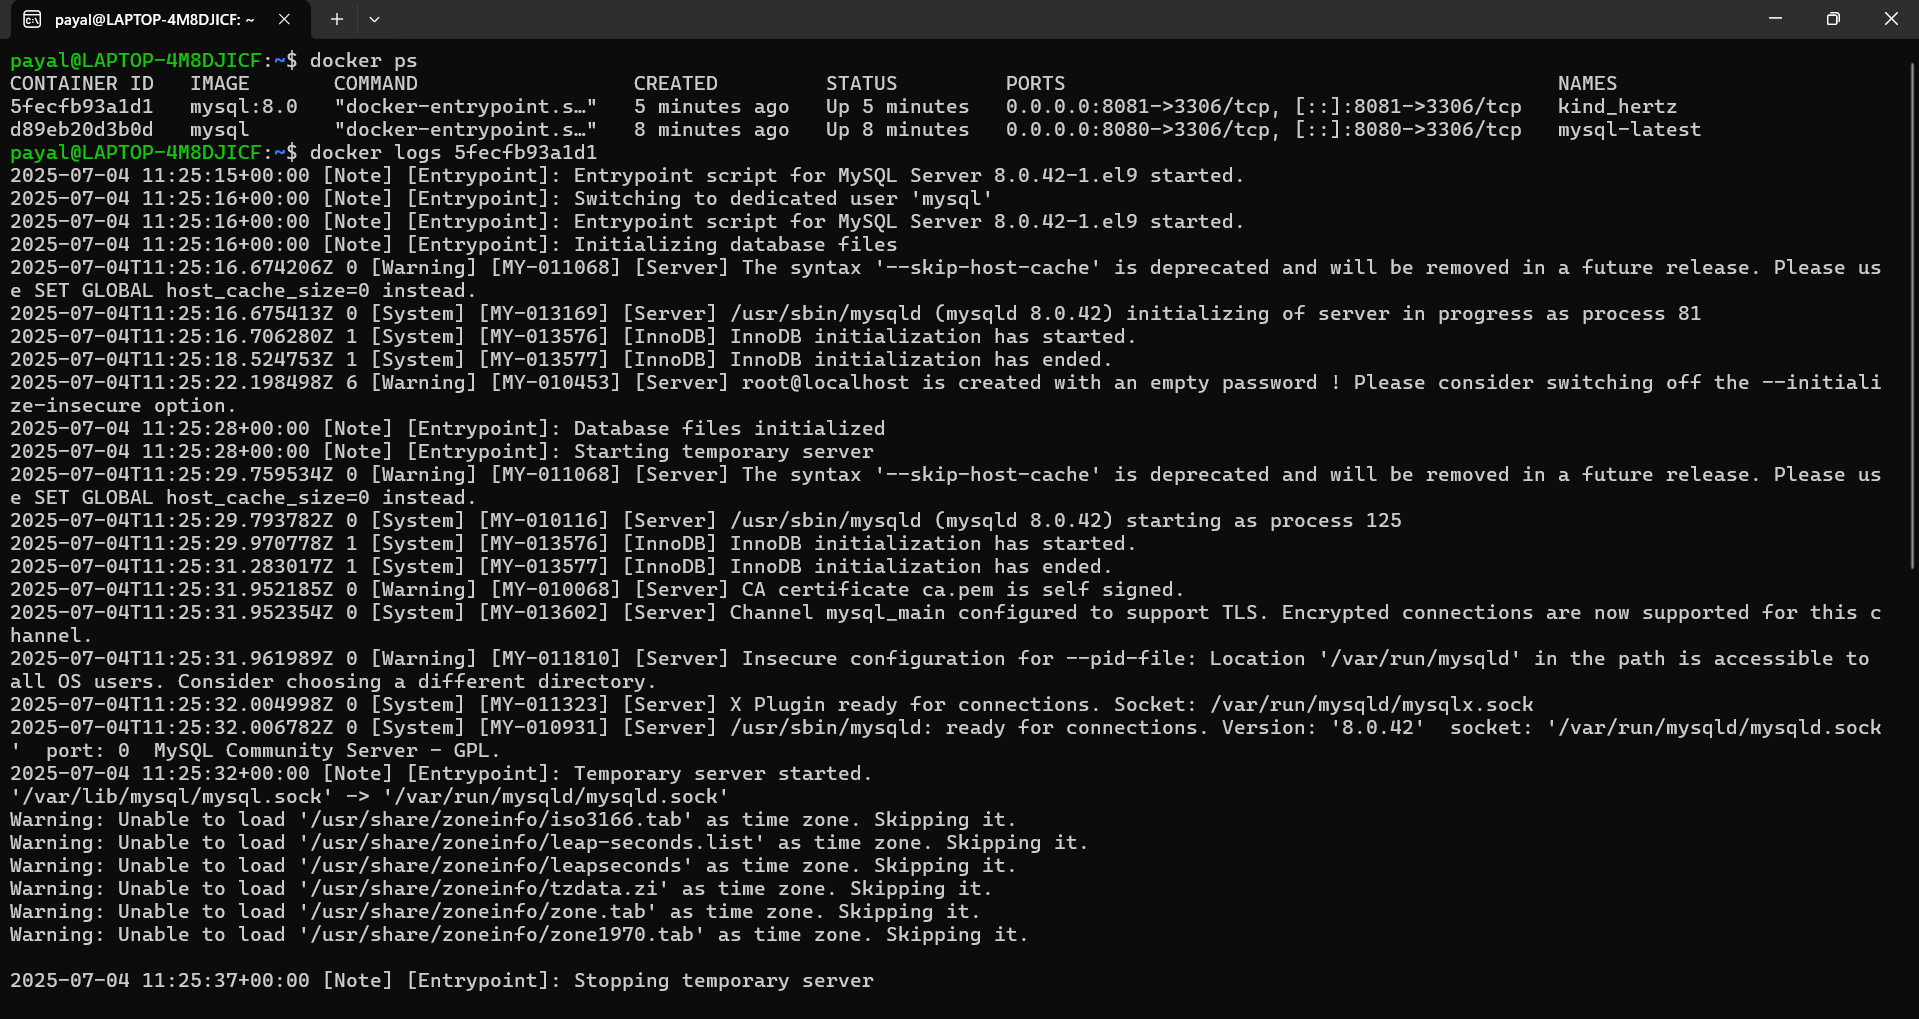 payal@LAPTOP-4M8DJICF: ~
payal@LAPTOP-4M8DJICF:~$ docker ps
CONTAINER ID   IMAGE       COMMAND                  CREATED         STATUS         PORTS                                         NAMES
5fecfb93a1d1   mysql:8.0   "docker-entrypoint.s…"   5 minutes ago   Up 5 minutes   0.0.0.0:8081->3306/tcp, [::]:8081->3306/tcp   kind_hertz
d89eb20d3b0d   mysql       "docker-entrypoint.s…"   8 minutes ago   Up 8 minutes   0.0.0.0:8080->3306/tcp, [::]:8080->3306/tcp   mysql-latest
payal@LAPTOP-4M8DJICF:~$ docker logs 5fecfb93a1d1
2025-07-04 11:25:15+00:00 [Note] [Entrypoint]: Entrypoint script for MySQL Server 8.0.42-1.el9 started.
2025-07-04 11:25:16+00:00 [Note] [Entrypoint]: Switching to dedicated user 'mysql'
2025-07-04 11:25:16+00:00 [Note] [Entrypoint]: Entrypoint script for MySQL Server 8.0.42-1.el9 started.
2025-07-04 11:25:16+00:00 [Note] [Entrypoint]: Initializing database files
2025-07-04T11:25:16.674206Z 0 [Warning] [MY-011068] [Server] The syntax '--skip-host-cache' is deprecated and will be removed in a future release. Please us
e SET GLOBAL host_cache_size=0 instead.
2025-07-04T11:25:16.675413Z 0 [System] [MY-013169] [Server] /usr/sbin/mysqld (mysqld 8.0.42) initializing of server in progress as process 81
2025-07-04T11:25:16.706280Z 1 [System] [MY-013576] [InnoDB] InnoDB initialization has started.
2025-07-04T11:25:18.524753Z 1 [System] [MY-013577] [InnoDB] InnoDB initialization has ended.
2025-07-04T11:25:22.198498Z 6 [Warning] [MY-010453] [Server] root@localhost is created with an empty password ! Please consider switching off the --initiali
ze-insecure option.
2025-07-04 11:25:28+00:00 [Note] [Entrypoint]: Database files initialized
2025-07-04 11:25:28+00:00 [Note] [Entrypoint]: Starting temporary server
2025-07-04T11:25:29.759534Z 0 [Warning] [MY-011068] [Server] The syntax '--skip-host-cache' is deprecated and will be removed in a future release. Please us
e SET GLOBAL host_cache_size=0 instead.
2025-07-04T11:25:29.793782Z 0 [System] [MY-010116] [Server] /usr/sbin/mysqld (mysqld 8.0.42) starting as process 125
2025-07-04T11:25:29.970778Z 1 [System] [MY-013576] [InnoDB] InnoDB initialization has started.
2025-07-04T11:25:31.283017Z 1 [System] [MY-013577] [InnoDB] InnoDB initialization has ended.
2025-07-04T11:25:31.952185Z 0 [Warning] [MY-010068] [Server] CA certificate ca.pem is self signed.
2025-07-04T11:25:31.952354Z 0 [System] [MY-013602] [Server] Channel mysql_main configured to support TLS. Encrypted connections are now supported for this c
hannel.
2025-07-04T11:25:31.961989Z 0 [Warning] [MY-011810] [Server] Insecure configuration for --pid-file: Location '/var/run/mysqld' in the path is accessible to
all OS users. Consider choosing a different directory.
2025-07-04T11:25:32.004998Z 0 [System] [MY-011323] [Server] X Plugin ready for connections. Socket: /var/run/mysqld/mysqlx.sock
2025-07-04T11:25:32.006782Z 0 [System] [MY-010931] [Server] /usr/sbin/mysqld: ready for connections. Version: '8.0.42'  socket: '/var/run/mysqld/mysqld.sock
'  port: 0  MySQL Community Server - GPL.
2025-07-04 11:25:32+00:00 [Note] [Entrypoint]: Temporary server started.
'/var/lib/mysql/mysql.sock' -> '/var/run/mysqld/mysqld.sock'
Warning: Unable to load '/usr/share/zoneinfo/iso3166.tab' as time zone. Skipping it.
Warning: Unable to load '/usr/share/zoneinfo/leap-seconds.list' as time zone. Skipping it.
Warning: Unable to load '/usr/share/zoneinfo/leapseconds' as time zone. Skipping it.
Warning: Unable to load '/usr/share/zoneinfo/tzdata.zi' as time zone. Skipping it.
Warning: Unable to load '/usr/share/zoneinfo/zone.tab' as time zone. Skipping it.
Warning: Unable to load '/usr/share/zoneinfo/zone1970.tab' as time zone. Skipping it.
2025-07-04 11:25:37+00:00 [Note] [Entrypoint]: Stopping temporary server